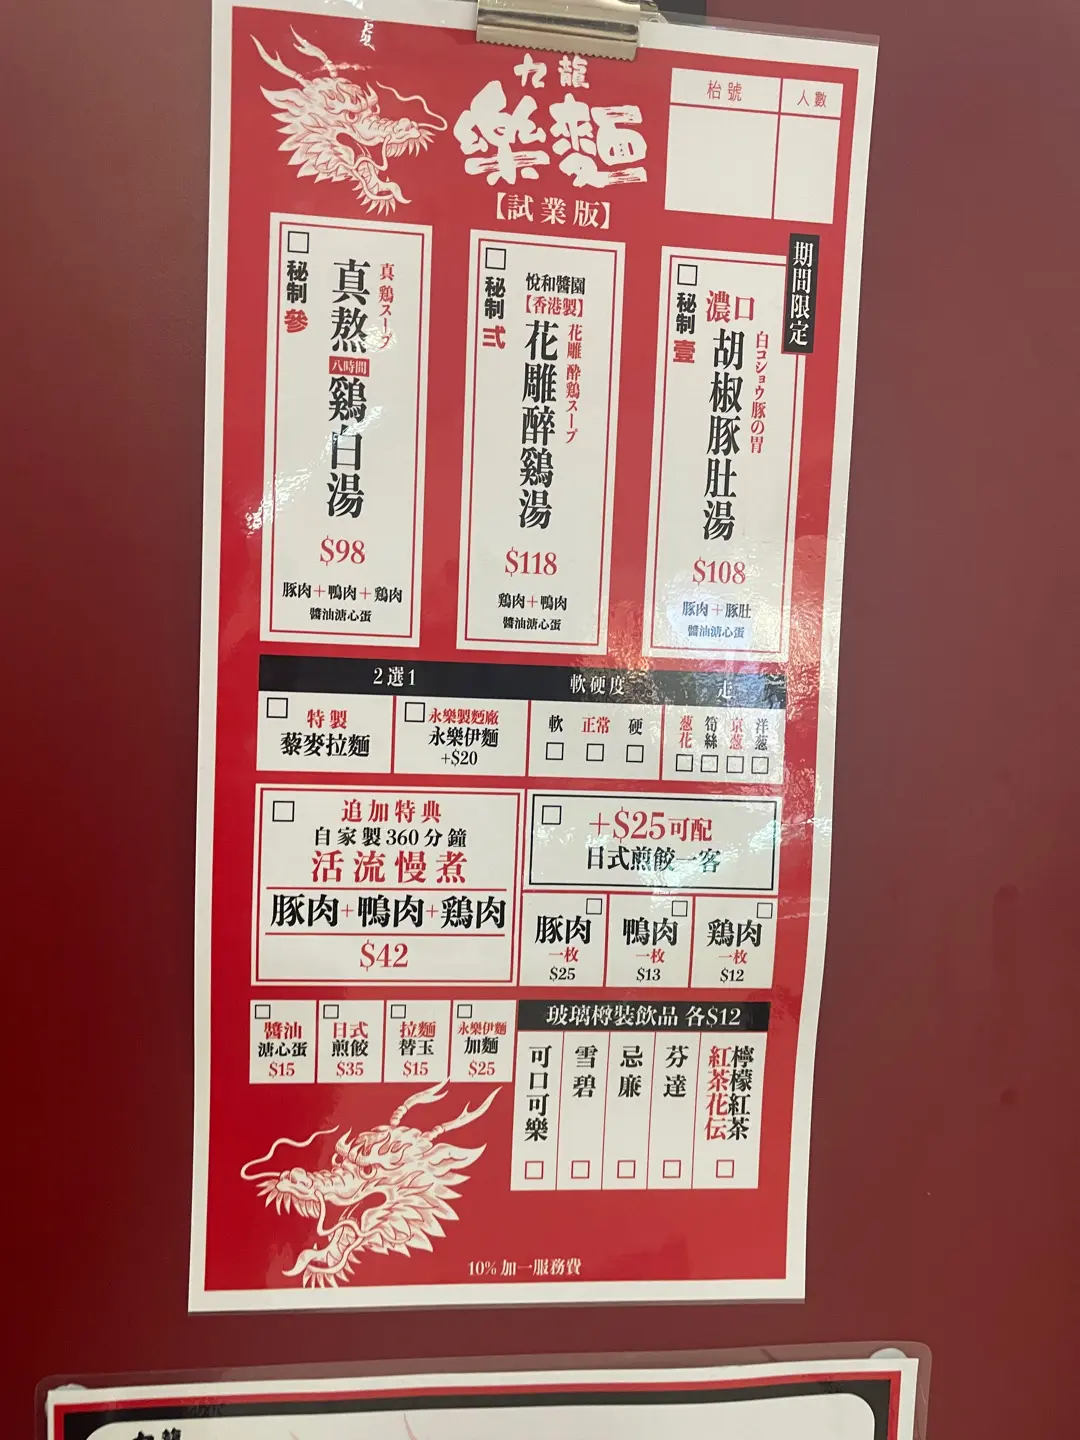 九龍
樂麵
【試業版】
枱號
人數
期間限定
秘制壹
濃口
胡椒豚肚湯
白コショウ豚の胃
$108
豚肉+豚肚
醬油溏心蛋
秘制弍
悅和醬園
【香港製】
花雕醉鷄湯
花雕 酔鶏スープ
$118
鷄肉+鴨肉
醬油溏心蛋
秘制參
真熬八時間鷄白湯
真 鶏スープ
$98
豚肉+鴨肉+鷄肉
醬油溏心蛋
2選1
軟硬度
走
特製
藜麥拉麵
永樂製麵廠
永樂伊麵
+$20
軟
正常
硬
葱花
筍絲
京葱
洋葱
追加特典
自家製360分鐘
活流慢煮
豚肉+鴨肉+鷄肉
$42
+$25可配
日式煎餃一客
豚肉
一枚
$25
鴨肉
一枚
$13
鷄肉
一枚
$12
醬油
溏心蛋
$15
日式
煎餃
$35
拉麵
替玉
$15
永樂伊麵
加麵
$25
玻璃樽裝飲品 各$12
可口可樂
雪碧
忌廉
芬達
檸檬紅茶
紅茶花伝
10% 加一服務費
九龍